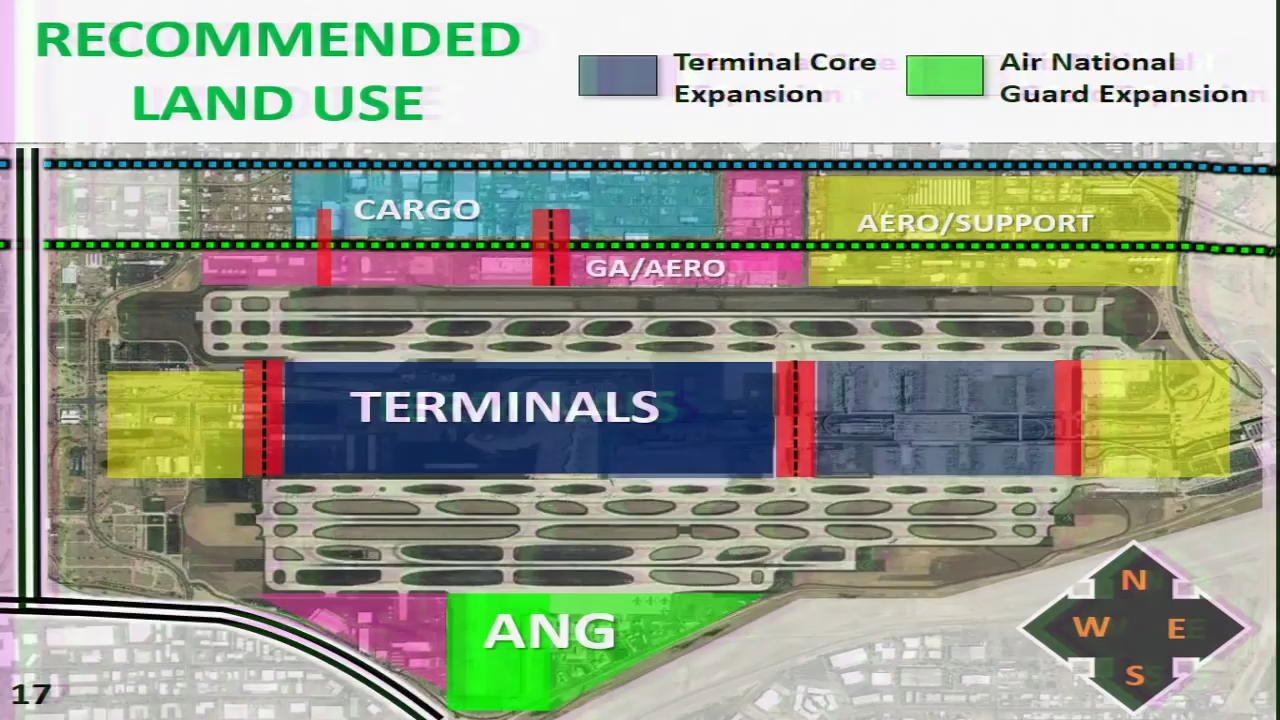 RECOMMENDED
LAND USE
Terminal Core
Expansion
Air National
Guard Expansion
CARGO
AERO/SUPPORT
GA/AERO
TERMINALS
ANG
N
W E
S
17